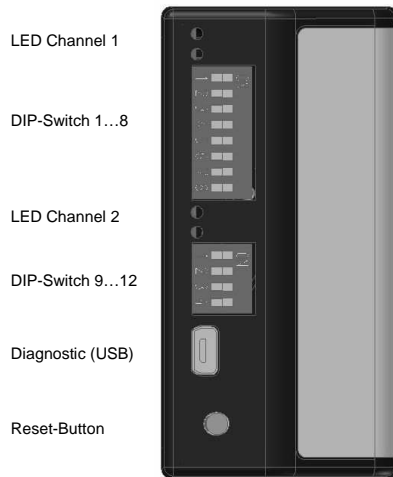 LED Channel 1
DIP-Switch 1…8
LED Channel 2
DIP-Switch 9…12
Diagnostic (USB)
Reset-Button